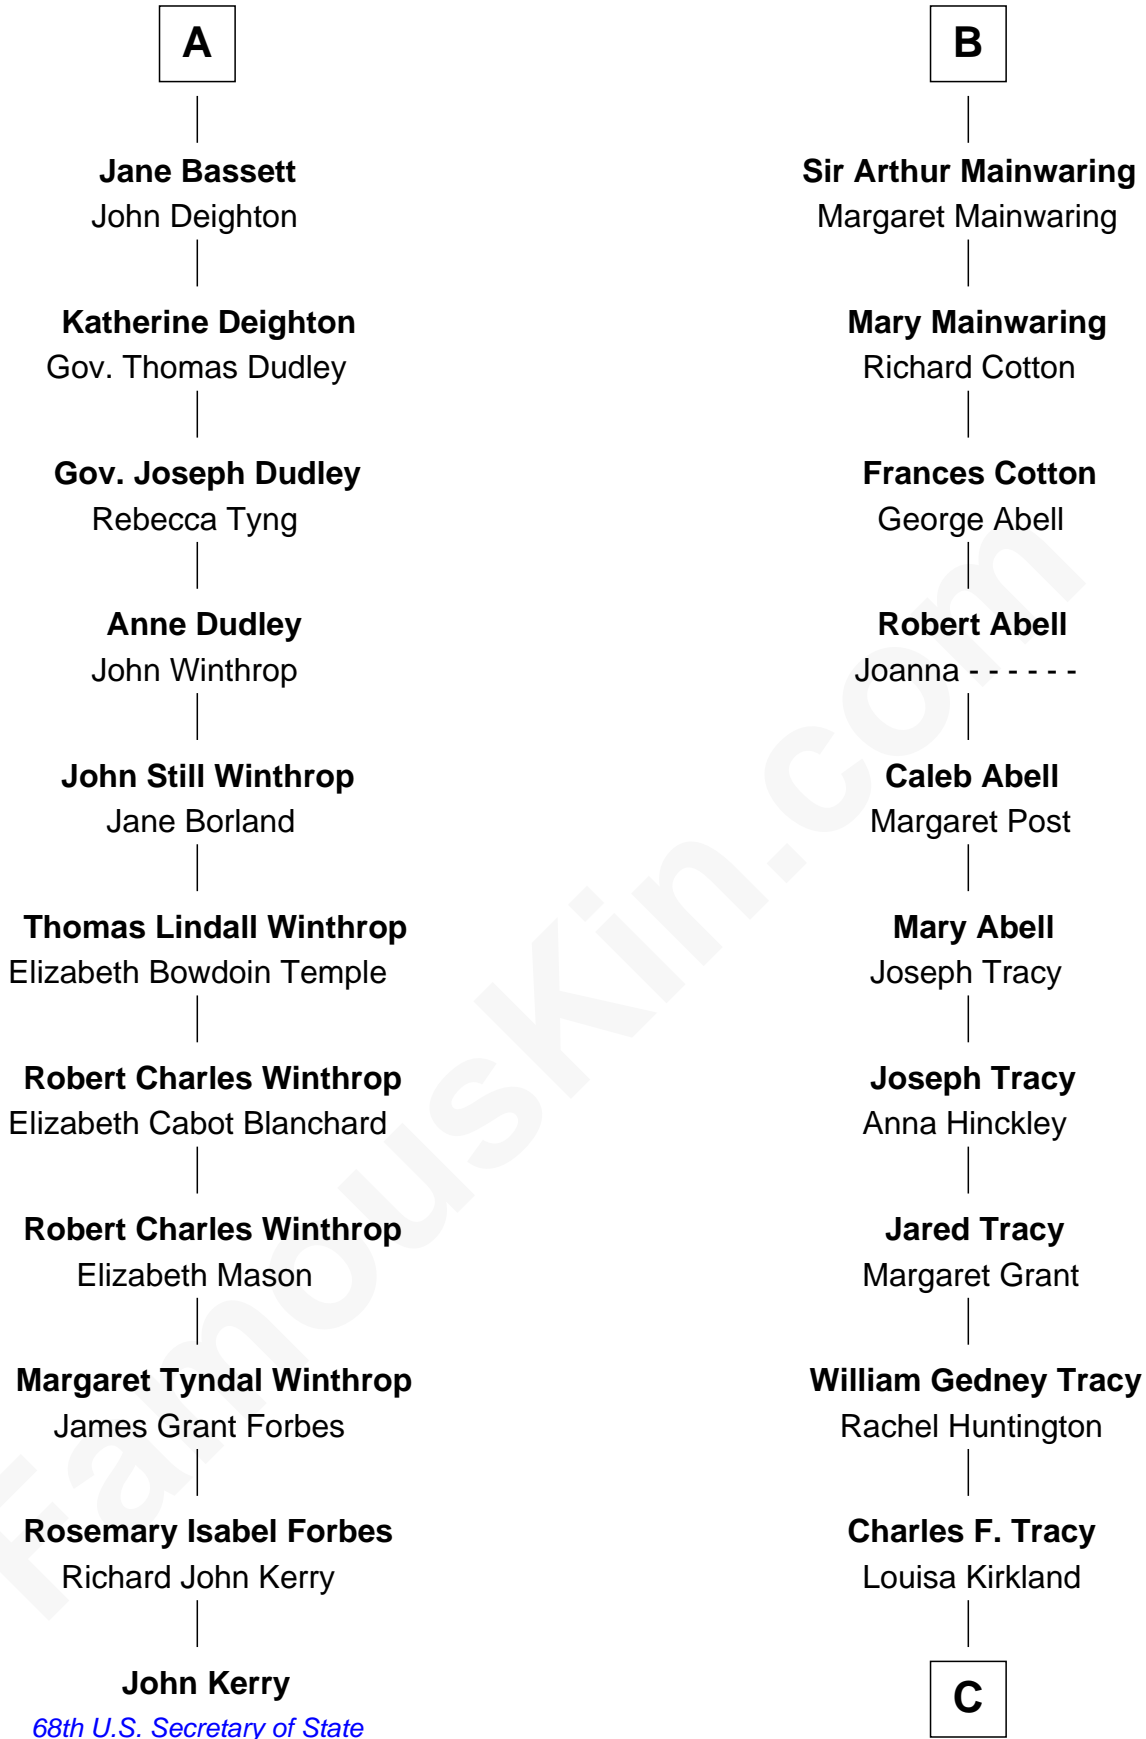 A
Jane Bassett
John Deighton
Katherine Deighton
Gov. Thomas Dudley
Gov. Joseph Dudley
Rebecca Tyng
Anne Dudley
John Winthrop
John Still Winthrop
Jane Borland
Thomas Lindall Winthrop
Elizabeth Bowdoin Temple
Robert Charles Winthrop
Elizabeth Cabot Blanchard
Robert Charles Winthrop
Elizabeth Mason
Margaret Tyndal Winthrop
James Grant Forbes
Rosemary Isabel Forbes
Richard John Kerry
John Kerry
68th U.S. Secretary of State
B
Sir Arthur Mainwaring
Margaret Mainwaring
Mary Mainwaring
Richard Cotton
Frances Cotton
George Abell
Robert Abell
Joanna - - - - - -
Caleb Abell
Margaret Post
Mary Abell
Joseph Tracy
Joseph Tracy
Anna Hinckley
Jared Tracy
Margaret Grant
William Gedney Tracy
Rachel Huntington
Charles F. Tracy
Louisa Kirkland
C
FamousKin.com